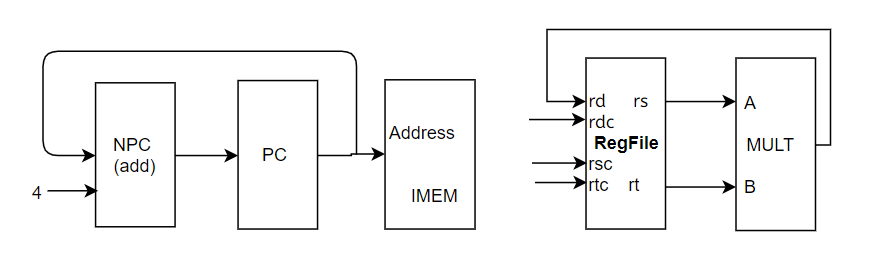 NPC
(add)
4
PC
Address
IMEM
rd rs
rdc
RegFile
rsc
rtc rt
A
MULT
B